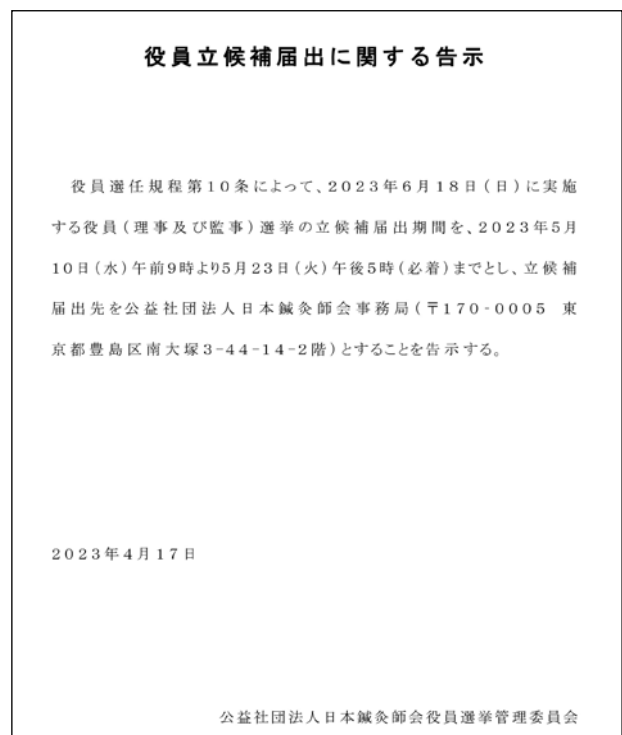 役員立候補届出に関する告示
役員選任規程第10条によって、2023年6月18日(日)に実施
する役員(理事及び監事)選挙の立候補届出期間を、2023年5月
10日(水)午前9時より5月23日(火)午後5時(必着)までとし、立候補
届出先を公益社団法人日本鍼灸師会事務局(〒170-0005 東
京都豊島区南大塚3-44-14-2階)とすることを告示する。
2023年4月17日
公益社団法人日本鍼灸師会役員選挙管理委員会